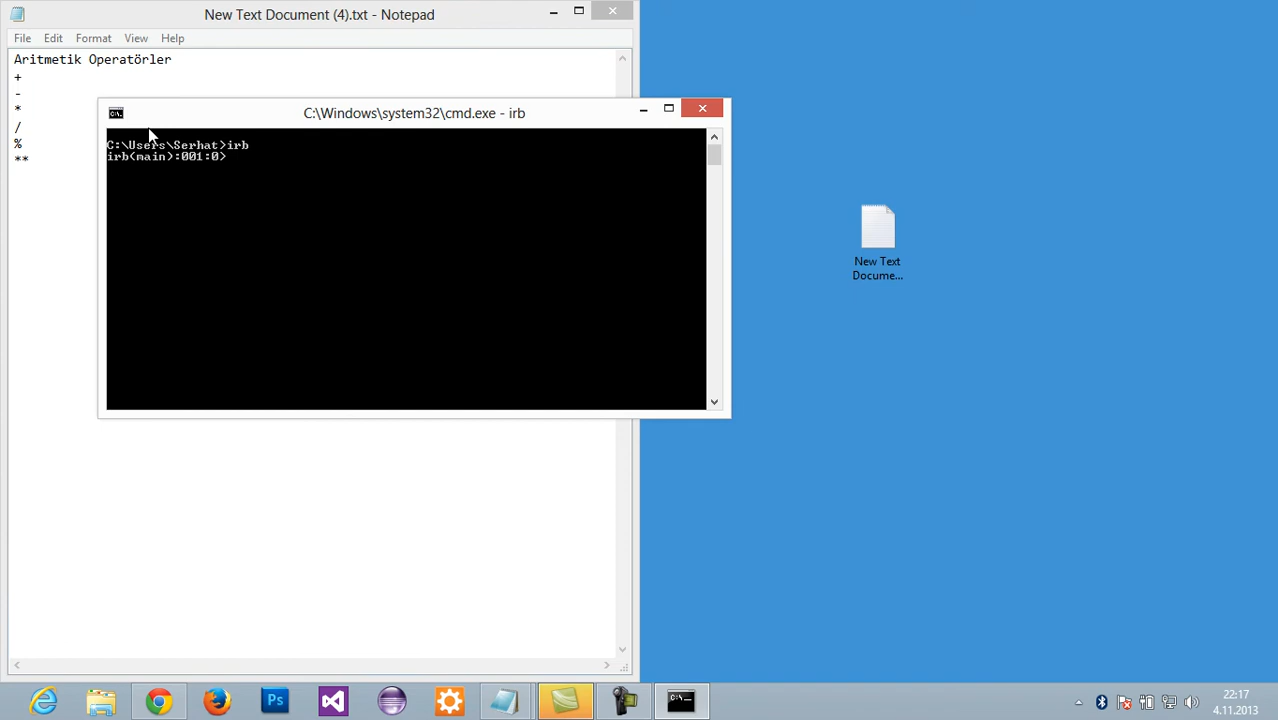 New Text Document (4).txt - Notepad
File Edit Format View Help
Aritmetik Operatörler
+
-
*
/
%
**
C:\Windows\system32\cmd.exe - irb
C:\Users\Serhat>irb
irb(main):001:0>
New Text
Docume...
Ps
22:17
4.11.2013